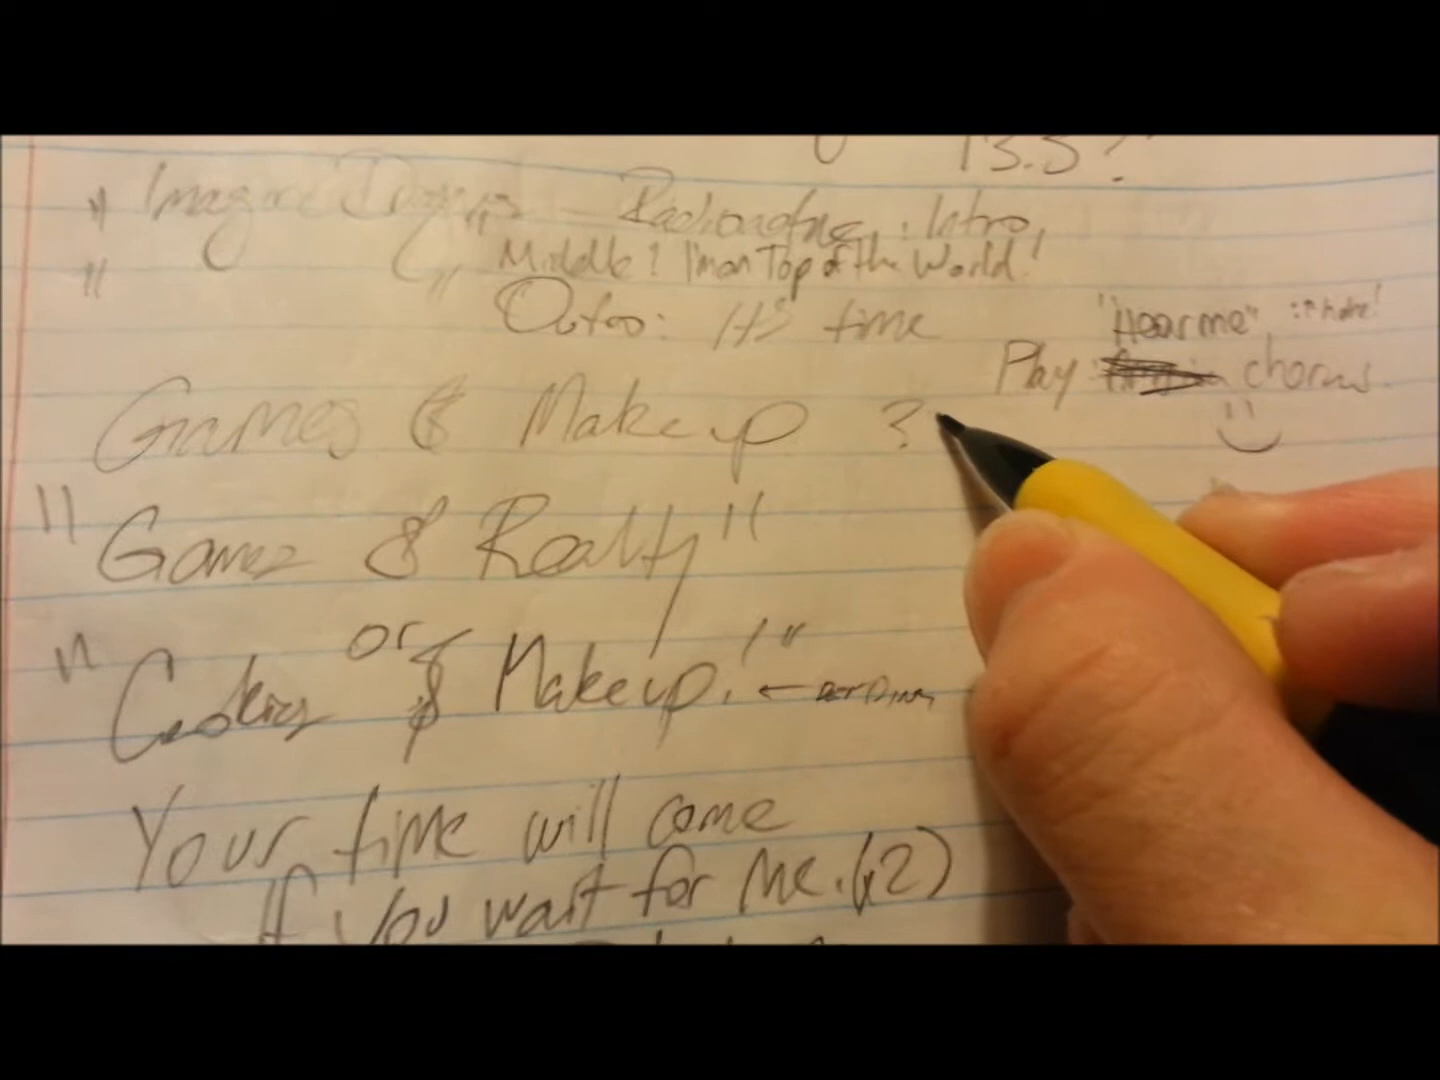 13.5?
" Imagine Dragons - Radioactive : Intro,
" " Middle: I'm on Top of the World!
Outro: It's time
"Hear me"
Play chorus.
Games & Makeup ?
"Games & Reality"
or
" & Makeup!" ←
Your time will come
If you wait for me. (x2)